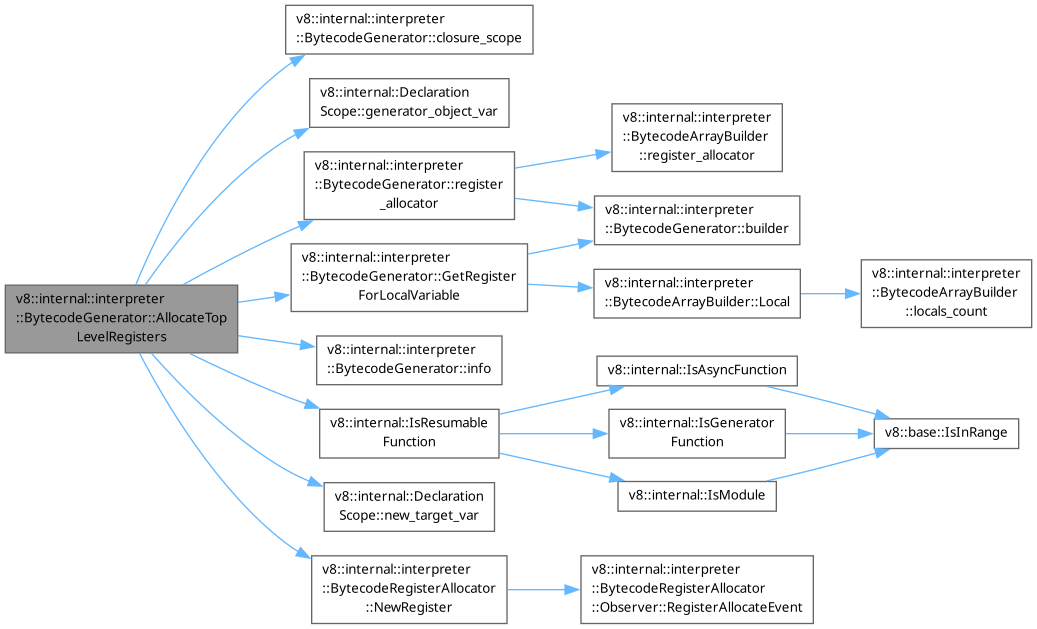 v8::internal::interpreter
::BytecodeGenerator::AllocateTop
LevelRegisters
v8::internal::interpreter
::BytecodeGenerator::closure_scope
v8::internal::Declaration
Scope::generator_object_var
v8::internal::interpreter
::BytecodeGenerator::register
_allocator
v8::internal::interpreter
::BytecodeArrayBuilder
::register_allocator
v8::internal::interpreter
::BytecodeGenerator::builder
v8::internal::interpreter
::BytecodeGenerator::GetRegister
ForLocalVariable
v8::internal::interpreter
::BytecodeArrayBuilder::Local
v8::internal::interpreter
::BytecodeArrayBuilder
::locals_count
v8::internal::interpreter
::BytecodeGenerator::info
v8::internal::IsResumable
Function
v8::internal::IsAsyncFunction
v8::internal::IsGenerator
Function
v8::internal::IsModule
v8::base::IsInRange
v8::internal::Declaration
Scope::new_target_var
v8::internal::interpreter
::BytecodeRegisterAllocator
::NewRegister
v8::internal::interpreter
::BytecodeRegisterAllocator
::Observer::RegisterAllocateEvent